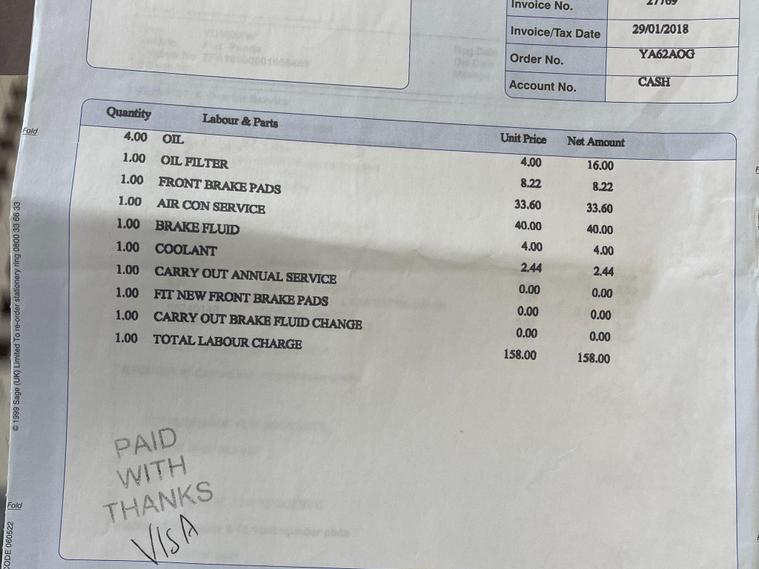 Invoice No. 27769
Invoice/Tax Date 29/01/2018
Order No. YA62AOG
Account No. CASH
Quantity Labour & Parts Unit Price Net Amount
4.00 OIL 4.00 16.00
1.00 OIL FILTER 8.22 8.22
1.00 FRONT BRAKE PADS 33.60 33.60
1.00 AIR CON SERVICE 40.00 40.00
1.00 BRAKE FLUID 4.00 4.00
1.00 COOLANT 2.44 2.44
1.00 CARRY OUT ANNUAL SERVICE 0.00 0.00
1.00 FIT NEW FRONT BRAKE PADS 0.00 0.00
1.00 CARRY OUT BRAKE FLUID CHANGE 0.00 0.00
1.00 TOTAL LABOUR CHARGE 158.00 158.00
PAID
WITH
THANKS
VISA
Fold
© 1999 Sage (UK) Limited To re-order stationery ring 0800 33 66 33
Fold
CODE 060522